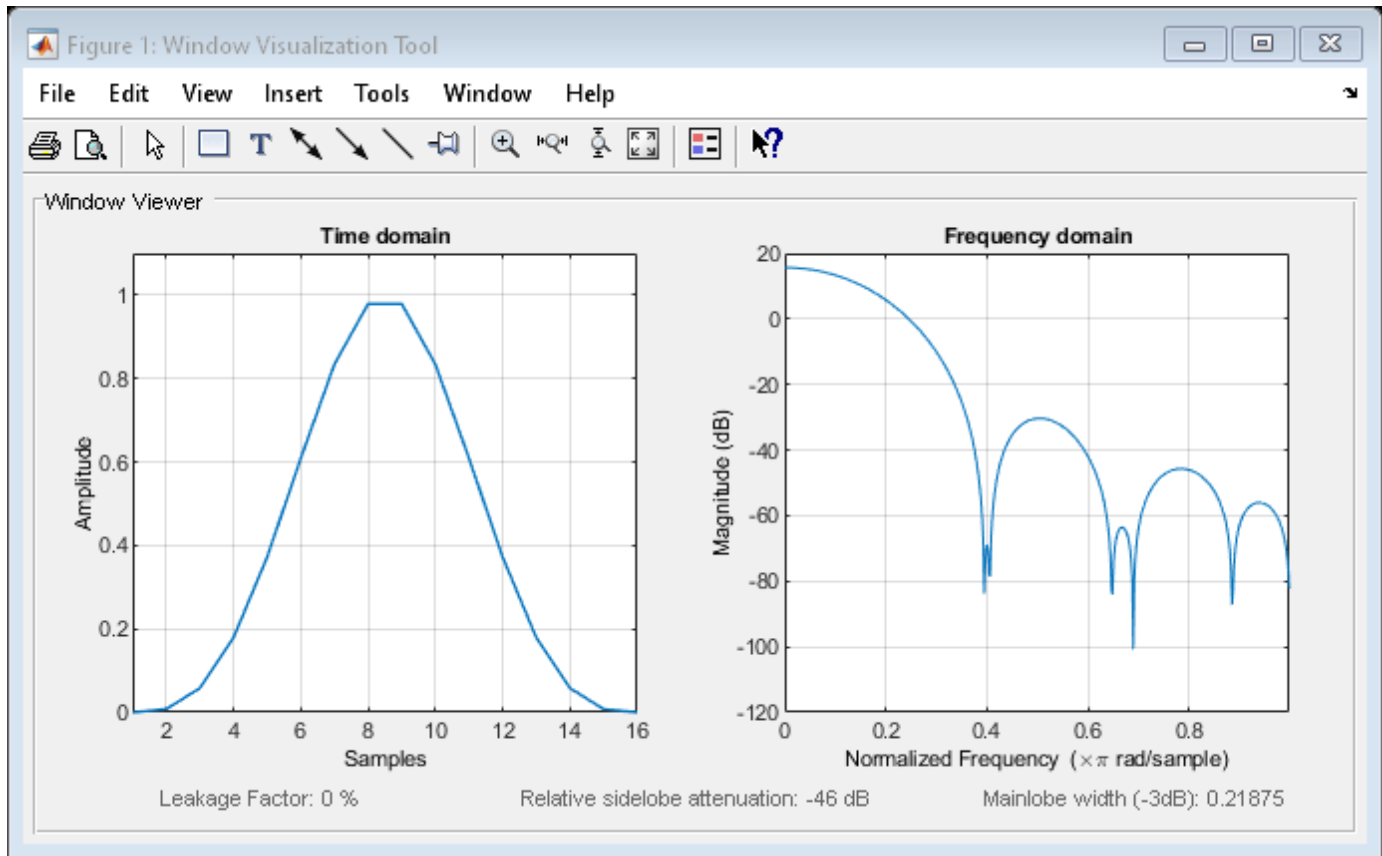 Figure 1: Window Visualization Tool
File Edit View Insert Tools Window Help
T
?
Window Viewer
Time domain
1
0.8
0.6
0.4
0.2
0
2 4 6 8 10 12 14 16
Amplitude
Samples
Frequency domain
20
0
-20
-40
-60
-80
-100
-120
0 0.2 0.4 0.6 0.8
Magnitude (dB)
Normalized Frequency (×π rad/sample)
Leakage Factor: 0 % Relative sidelobe attenuation: -46 dB Mainlobe width (-3dB): 0.21875